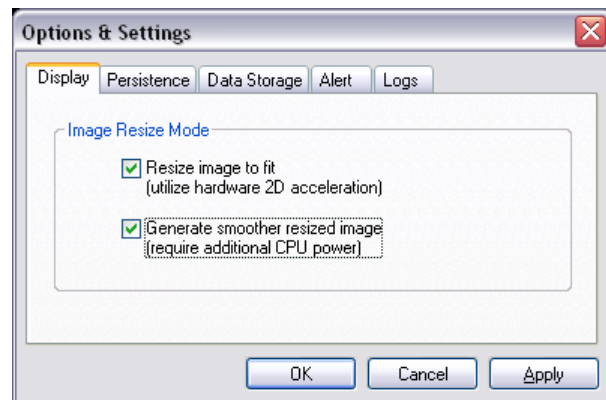 Options & Settings
Display Persistence Data Storage Alert Logs
Image Resize Mode
Resize image to fit
(utilize hardware 2D acceleration)
Generate smoother resized image
(require additional CPU power)
OK Cancel Apply